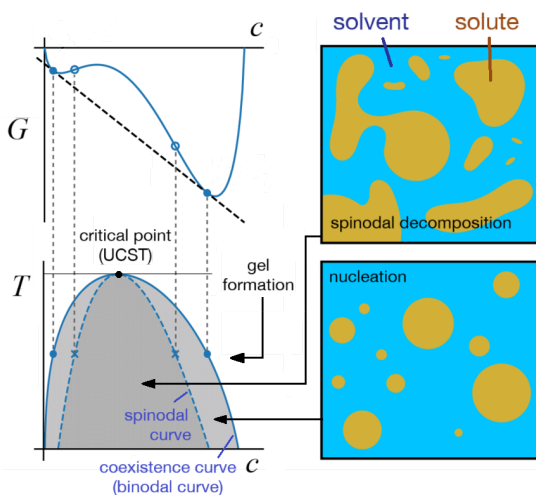 c
solvent
solute
G
spinodal decomposition
critical point
(UCST)
T
gel
formation
nucleation
spinodal
curve
coexistence curve
(binodal curve)
c